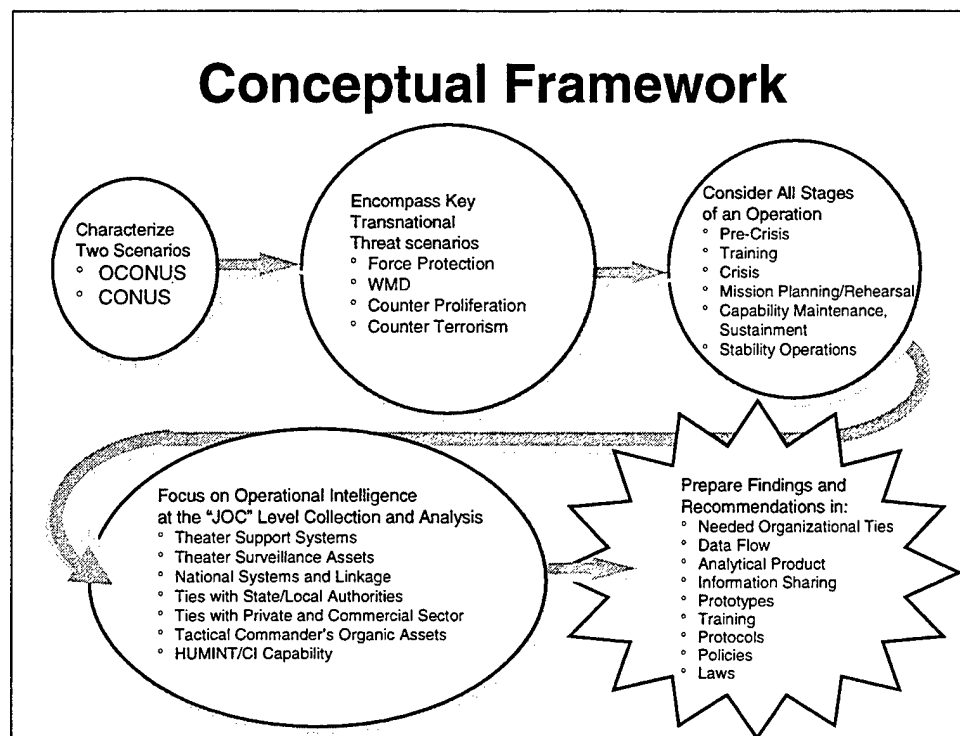 Conceptual Framework
Characterize
Two Scenarios
° OCONUS
° CONUS
Encompass Key
Transnational
Threat scenarios
° Force Protection
° WMD
° Counter Proliferation
° Counter Terrorism
Consider All Stages
of an Operation
° Pre-Crisis
° Training
° Crisis
° Mission Planning/Rehearsal
° Capability Maintenance,
Sustainment
° Stability Operations
Focus on Operational Intelligence
at the "JOC" Level Collection and Analysis
° Theater Support Systems
° Theater Surveillance Assets
° National Systems and Linkage
° Ties with State/Local Authorities
° Ties with Private and Commercial Sector
° Tactical Commander's Organic Assets
° HUMINT/CI Capability
Prepare Findings and
Recommendations in:
° Needed Organizational Ties
° Data Flow
° Analytical Product
° Information Sharing
° Prototypes
° Training
° Protocols
° Policies
° Laws